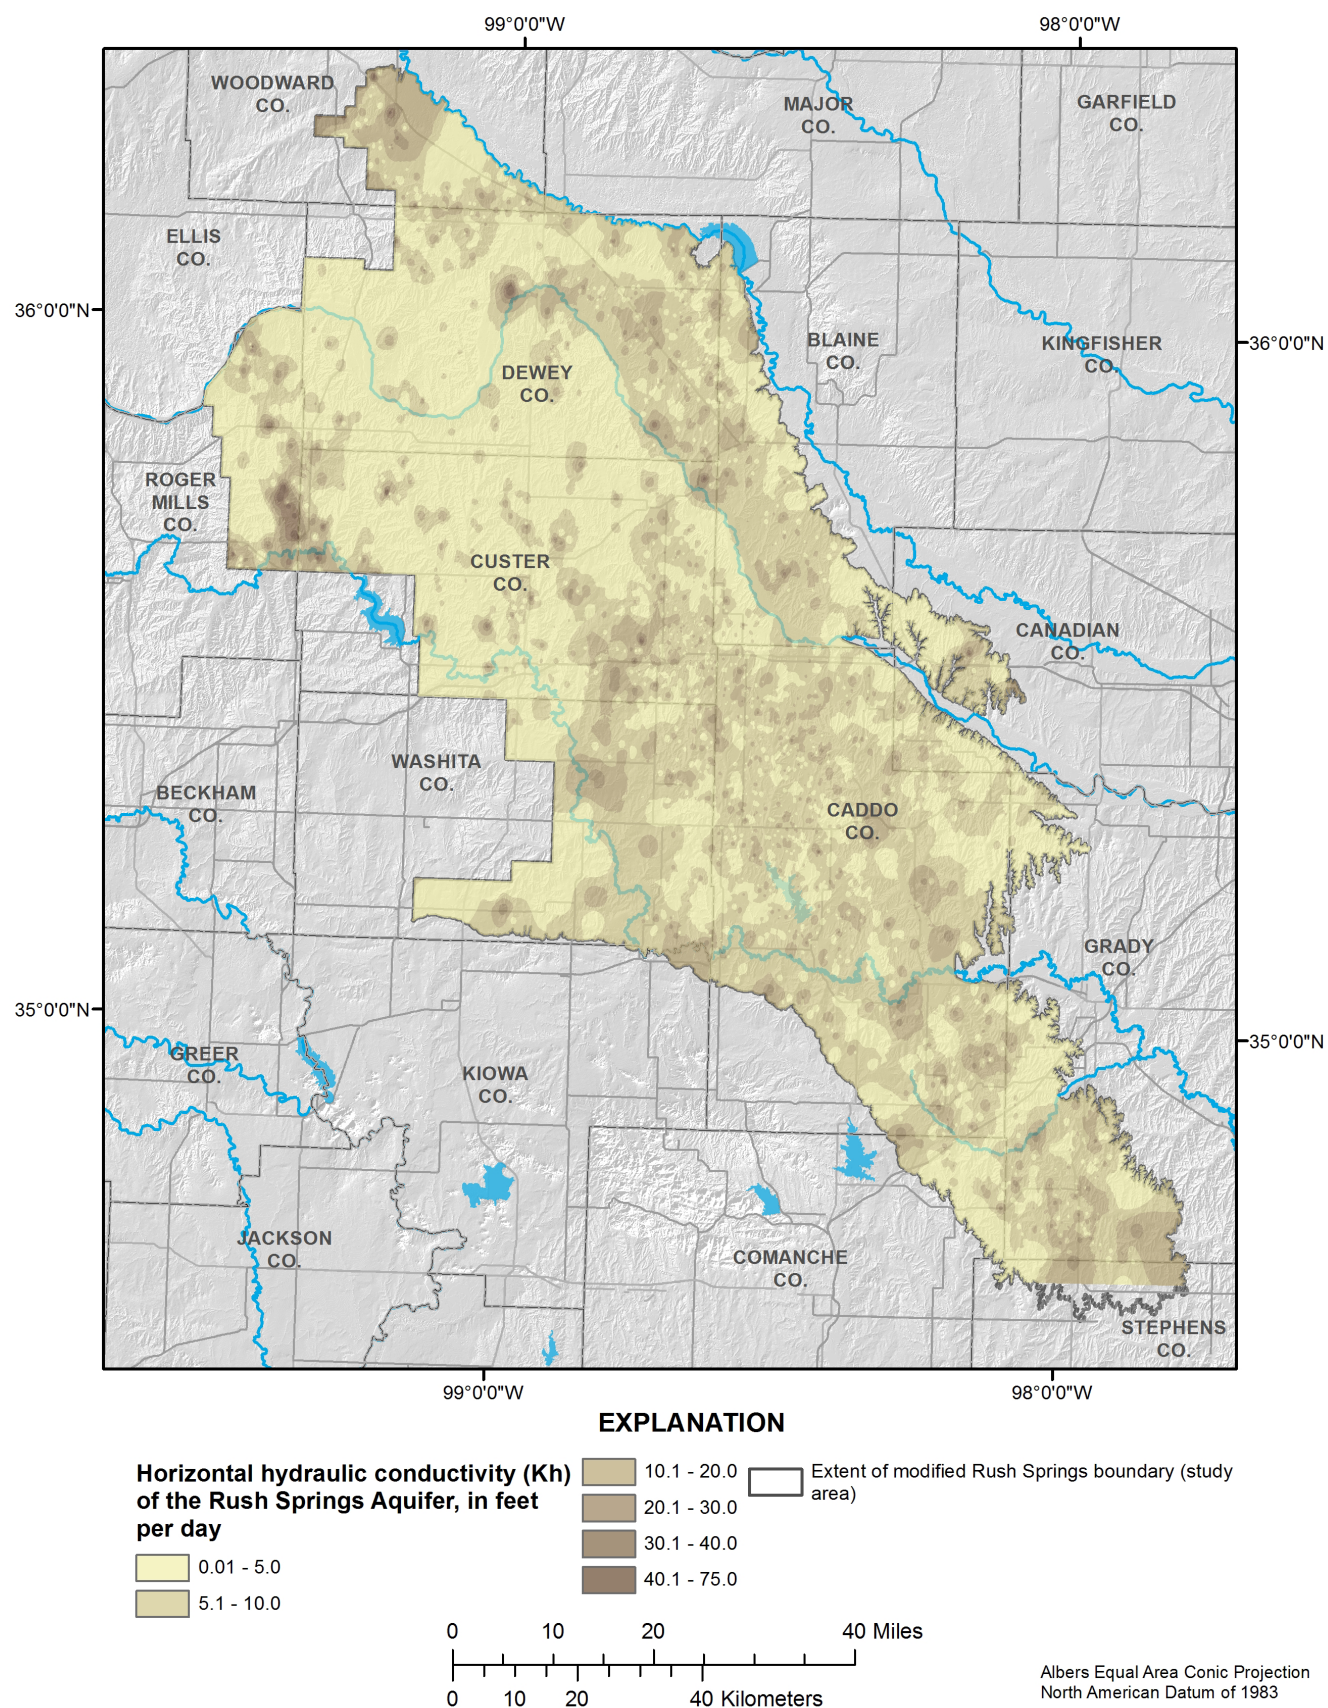 99°0'0"W
98°0'0"W
WOODWARD
CO.
MAJOR
CO.
GARFIELD
CO.
ELLIS
CO.
36°0'0"N
36°0'0"N
BLAINE
CO.
KINGFISHER
CO.
DEWEY
CO.
ROGER
MILLS
CO.
CUSTER
CO.
CANADIAN
CO.
WASHITA
CO.
BECKHAM
CO.
CADDO
CO.
GRADY
CO.
35°0'0"N
35°0'0"N
GREER
CO.
KIOWA
CO.
JACKSON
CO.
COMANCHE
CO.
STEPHENS
CO.
99°0'0"W
98°0'0"W
EXPLANATION
Horizontal hydraulic conductivity (Kh)
of the Rush Springs Aquifer, in feet
per day
0.01 - 5.0
5.1 - 10.0
10.1 - 20.0
20.1 - 30.0
30.1 - 40.0
40.1 - 75.0
Extent of modified Rush Springs boundary (study
area)
0 10 20 40 Miles
0 10 20 40 Kilometers
Albers Equal Area Conic Projection
North American Datum of 1983